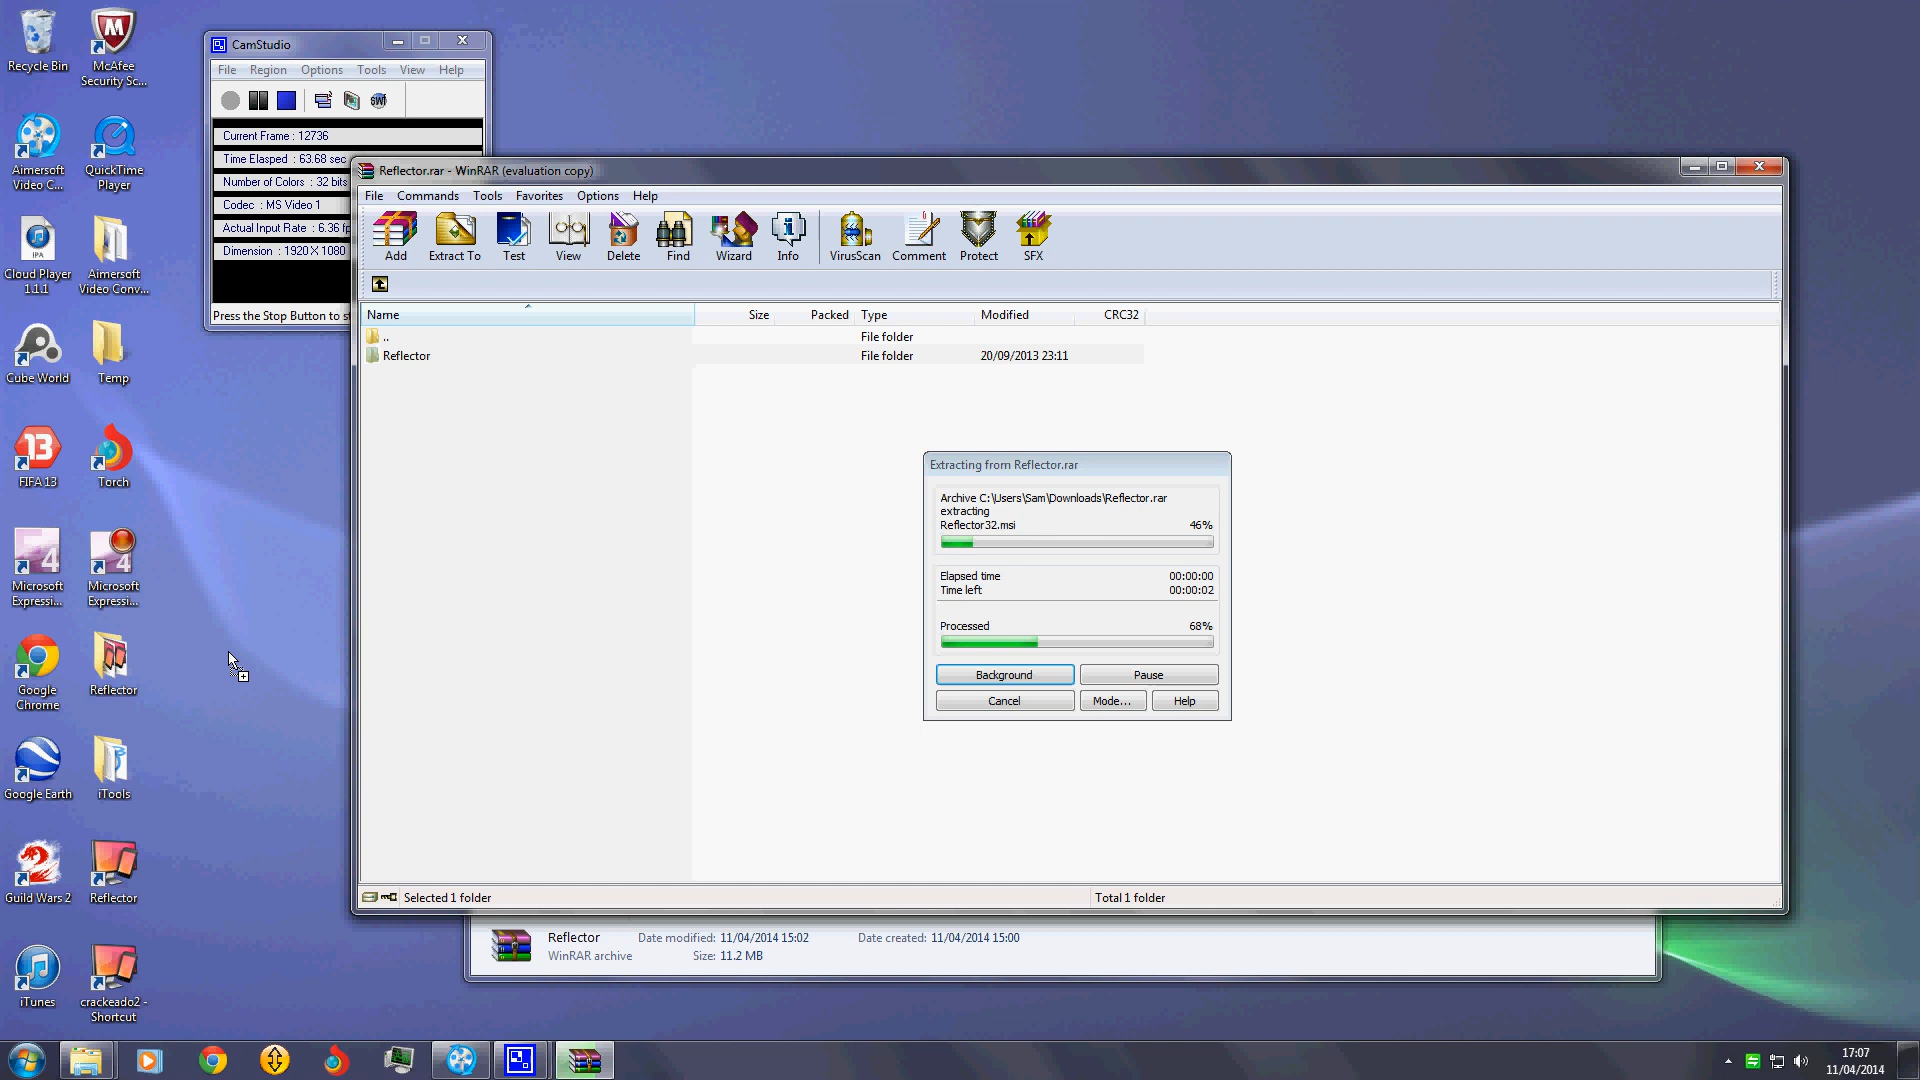 Recycle Bin
McAfee
Security Sc...
Aimersoft
Video C...
QuickTime
Player
IPA
Cloud Player
1.1.1
Aimersoft
Video Conv...
Cube World
Temp
13
FIFA 13
Torch
4
Microsoft
Expressi...
4
Microsoft
Expressi...
Google
Chrome
Reflector
Google Earth
iTools
Guild Wars 2
Reflector
iTunes
crackeado2 -
Shortcut
CamStudio
File Region Options Tools View Help
SWF
Current Frame : 12736
Time Elasped : 63.68 sec
Number of Colors : 32 bits
Codec : MS Video 1
Actual Input Rate : 6.36 fp
Dimension : 1920 X 1080
Press the Stop Button to st
Reflector.rar - WinRAR (evaluation copy)
File Commands Tools Favorites Options Help
Add Extract To Test View Delete Find Wizard Info VirusScan Comment Protect SFX
Name Size Packed Type Modified CRC32
.. File folder
Reflector File folder 20/09/2013 23:11
Extracting from Reflector.rar
Archive C:\Users\Sam\Downloads\Reflector.rar
extracting
Reflector32.msi 46%
Elapsed time 00:00:00
Time left 00:00:02
Processed 68%
Background Pause
Cancel Mode... Help
Selected 1 folder Total 1 folder
Reflector Date modified: 11/04/2014 15:02 Date created: 11/04/2014 15:00
WinRAR archive Size: 11.2 MB
17:07
11/04/2014